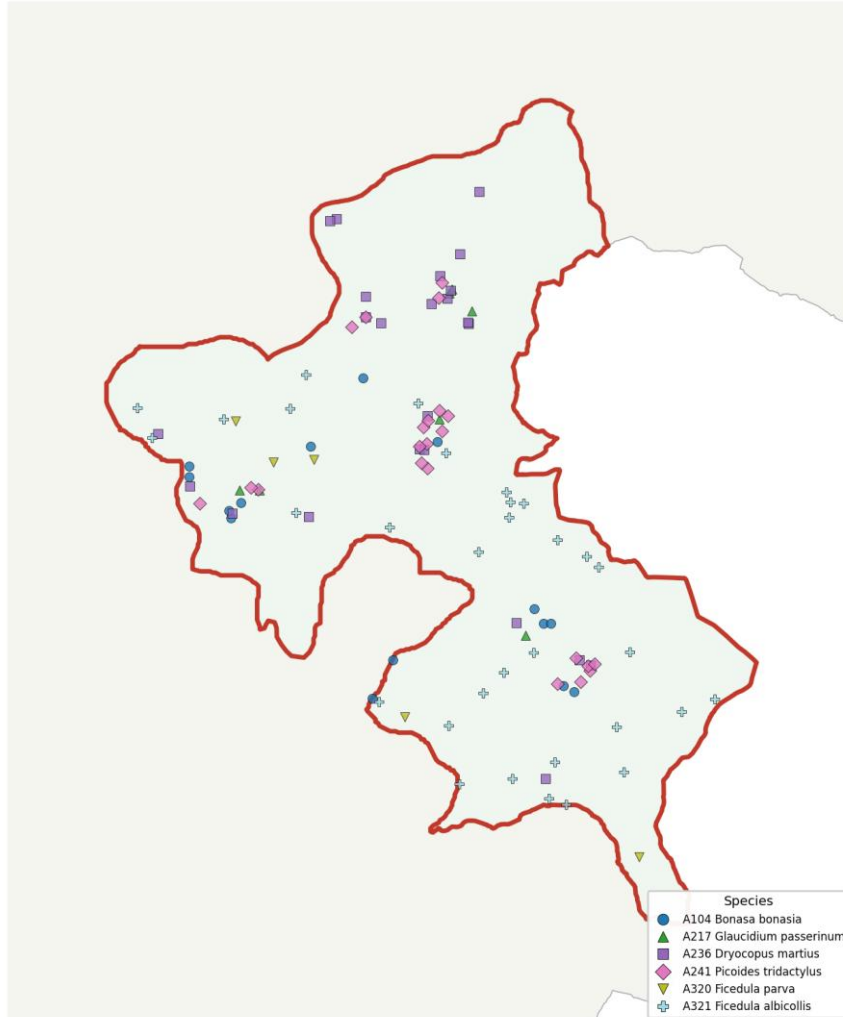 Species
A104 Bonasa bonasia
A217 Glaucidium passerinum
A236 Dryocopus martius
A241 Picoides tridactylus
A320 Ficedula parva
A321 Ficedula albicollis